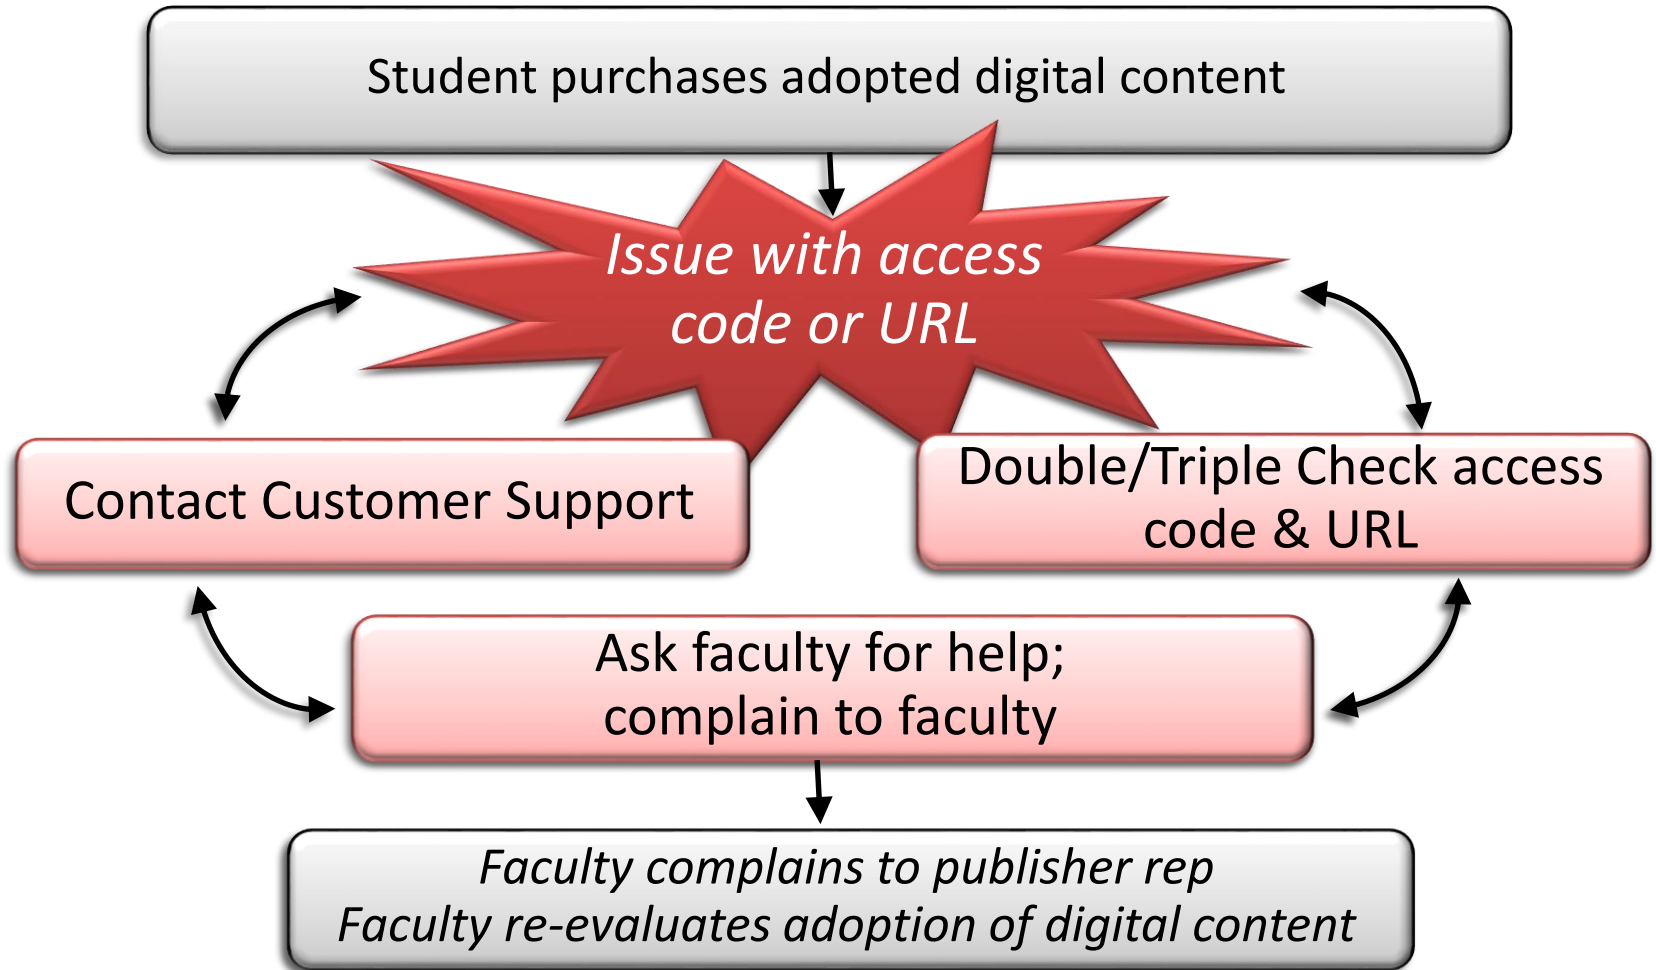 Student purchases adopted digital content
Issue with access
code or URL
Contact Customer Support
Double/Triple Check access
code & URL
Ask faculty for help;
complain to faculty
Faculty complains to publisher rep
Faculty re-evaluates adoption of digital content